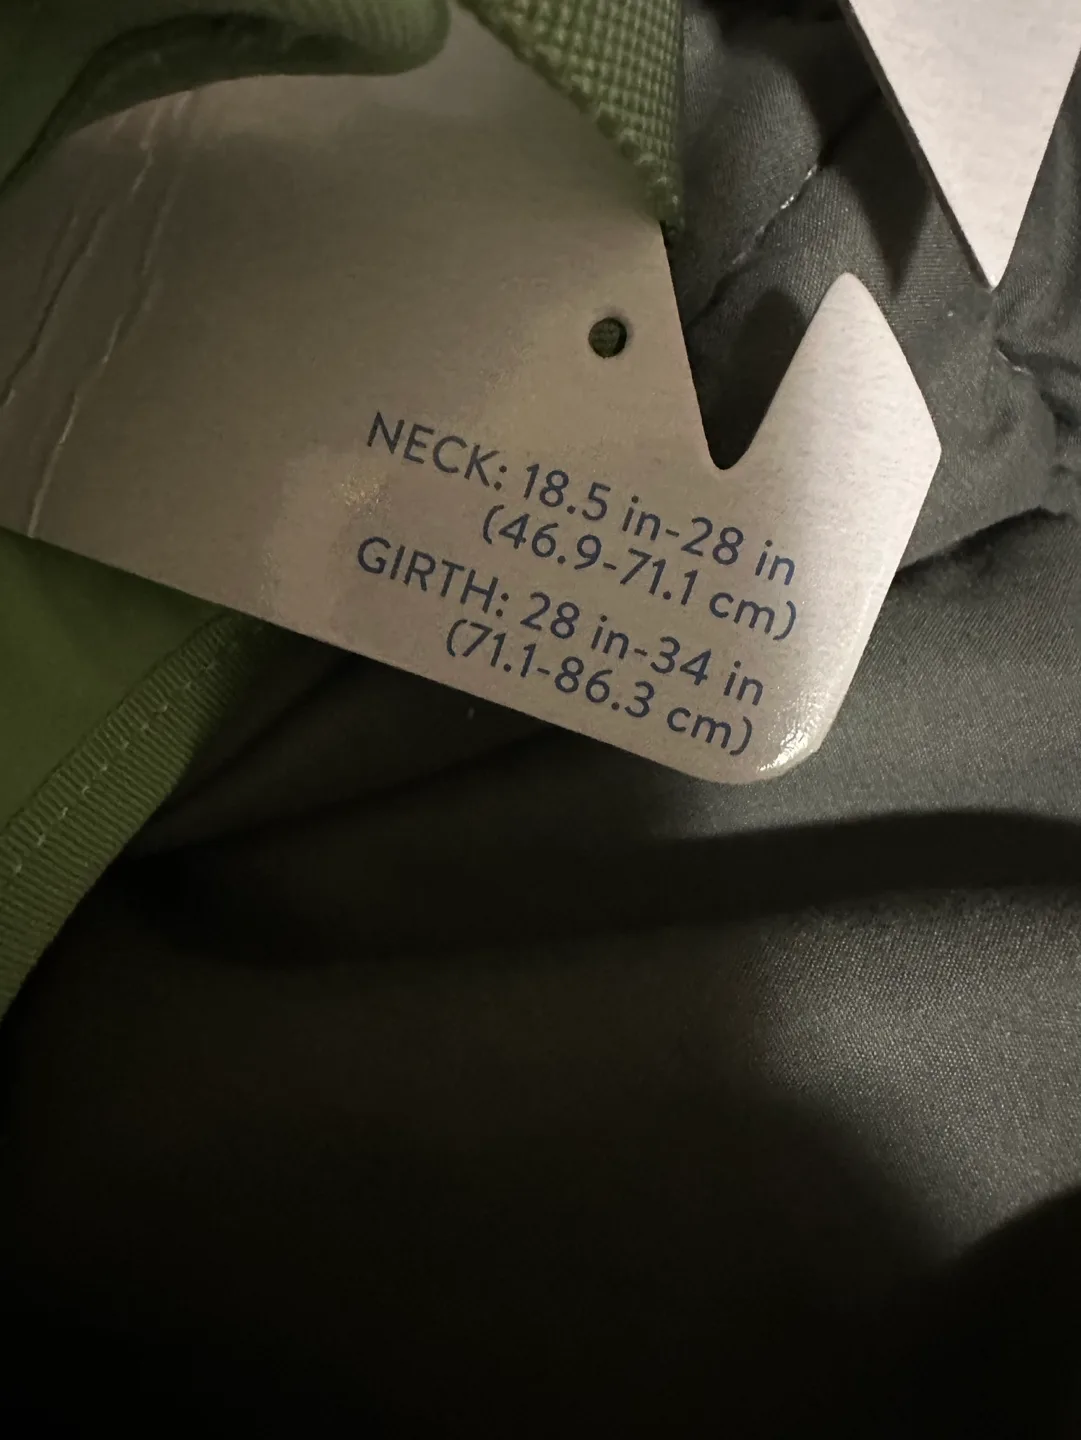 NECK: 18.5 in-28 in
(46.9-71.1 cm)
GIRTH: 28 in-34 in
(71.1-86.3 cm)